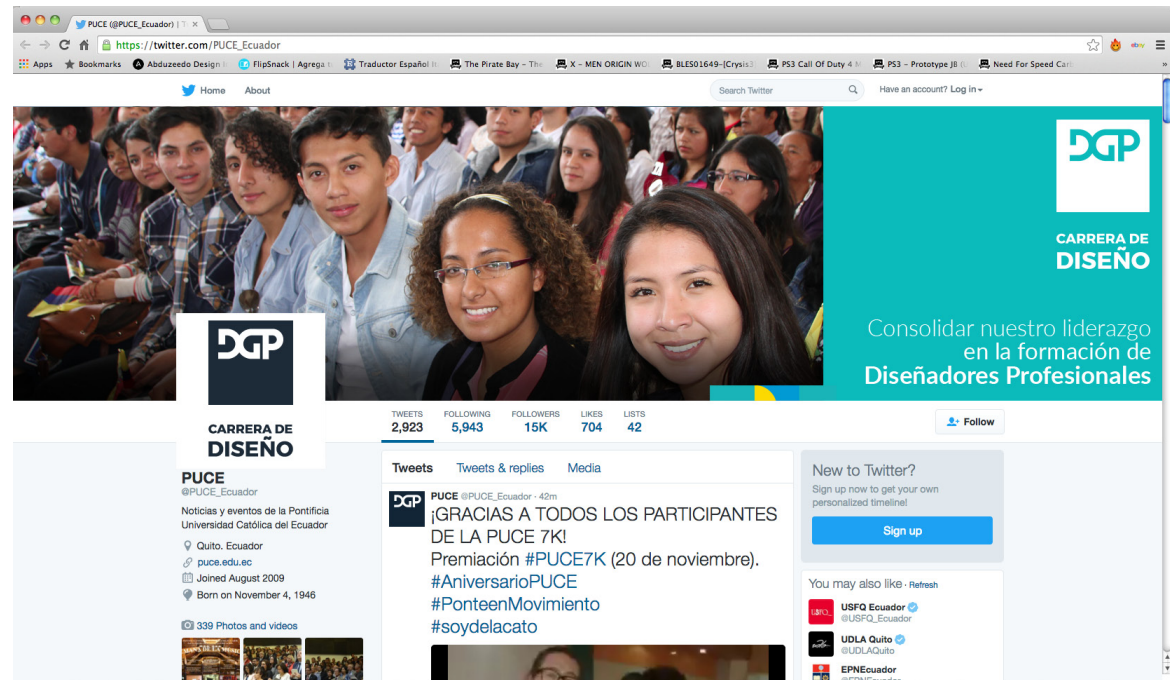 PUCE (@PUCE_Ecuador) | T
https://twitter.com/PUCE_Ecuador
ebay
Apps Bookmarks Abduzeedo Design FlipSnack | Agrega Traductor Español The Pirate Bay - The X - MEN ORIGIN WO BLES01649-[Crysis3 PS3 Call Of Duty 4 PS3 - Prototype JB Need For Speed Car
Home About Search Twitter Have an account? Log in
DGP
CARRERA DE
DISEÑO
Consolidar nuestro liderazgo
en la formación de
Diseñadores Profesionales
DGP
CARRERA DE
DISEÑO
TWEETS FOLLOWING FOLLOWERS LIKES LISTS
2,923 5,943 15K 704 42
Follow
PUCE
@PUCE_Ecuador
Noticias y eventos de la Pontificia
Universidad Católica del Ecuador
Quito. Ecuador
puce.edu.ec
Joined August 2009
Born on November 4, 1946
339 Photos and videos
Tweets Tweets & replies Media
DGP
PUCE @PUCE_Ecuador · 42m
¡GRACIAS A TODOS LOS PARTICIPANTES
DE LA PUCE 7K!
Premiación #PUCE7K (20 de noviembre).
#AniversarioPUCE
#PonteenMovimiento
#soydelacato
New to Twitter?
Sign up now to get your own
personalized timeline!
Sign up
You may also like · Refresh
USFQ Ecuador
@USFQ_Ecuador
UDLA Quito
@UDLAQuito
EPNEcuador
@EPNEcuador